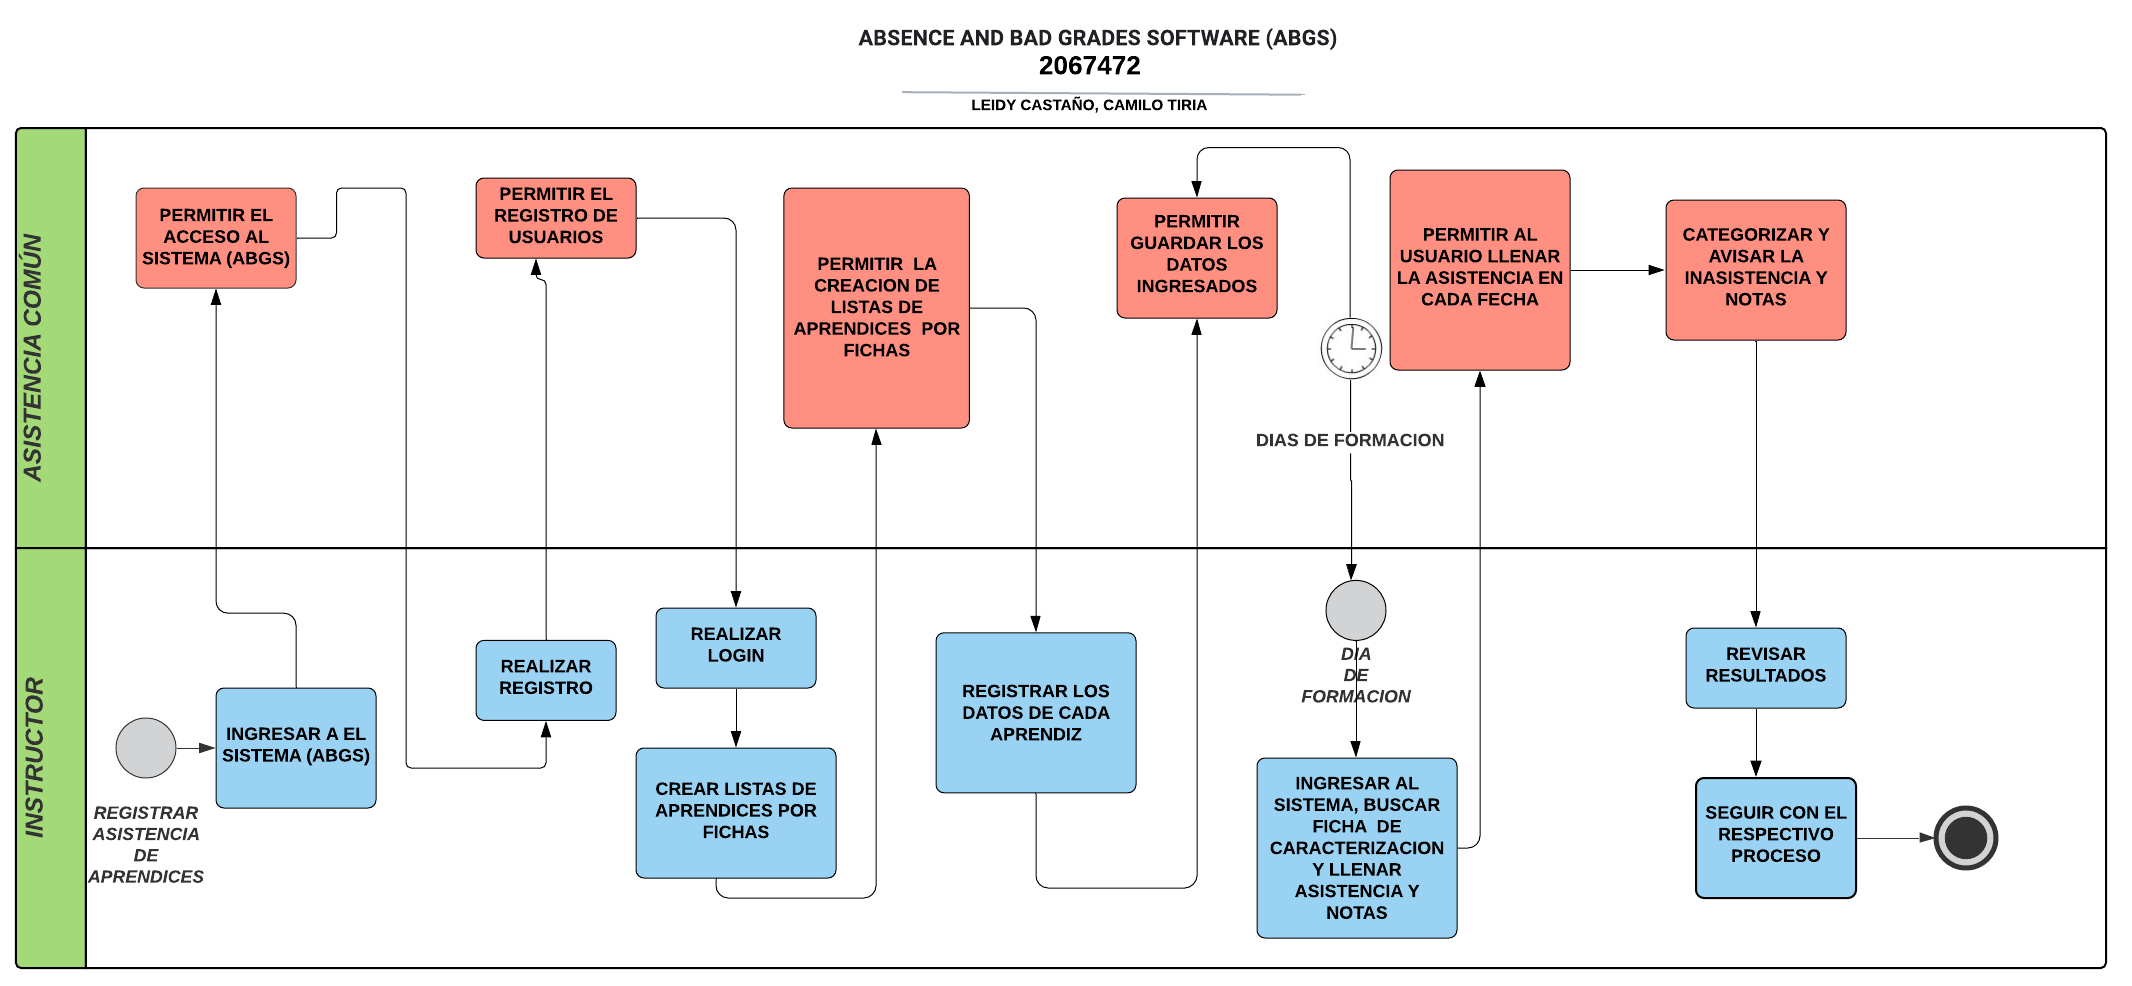 ABSENCE AND BAD GRADES SOFTWARE (ABGS)
2067472
LEIDY CASTAÑO, CAMILO TIRIA
ASISTENCIA COMÚN
PERMITIR EL
ACCESO AL
SISTEMA (ABGS)
PERMITIR EL
REGISTRO DE
USUARIOS
PERMITIR LA
CREACION DE
LISTAS DE
APRENDICES POR
FICHAS
PERMITIR
GUARDAR LOS
DATOS
INGRESADOS
DIAS DE FORMACION
PERMITIR AL
USUARIO LLENAR
LA ASISTENCIA EN
CADA FECHA
CATEGORIZAR Y
AVISAR LA
INASISTENCIA Y
NOTAS
INSTRUCTOR
REGISTRAR
ASISTENCIA
DE
APRENDICES
INGRESAR A EL
SISTEMA (ABGS)
REALIZAR
REGISTRO
REALIZAR
LOGIN
CREAR LISTAS DE
APRENDICES POR
FICHAS
REGISTRAR LOS
DATOS DE CADA
APRENDIZ
DIA
DE
FORMACION
INGRESAR AL
SISTEMA, BUSCAR
FICHA DE
CARACTERIZACION
Y LLENAR
ASISTENCIA Y
NOTAS
REVISAR
RESULTADOS
SEGUIR CON EL
RESPECTIVO
PROCESO